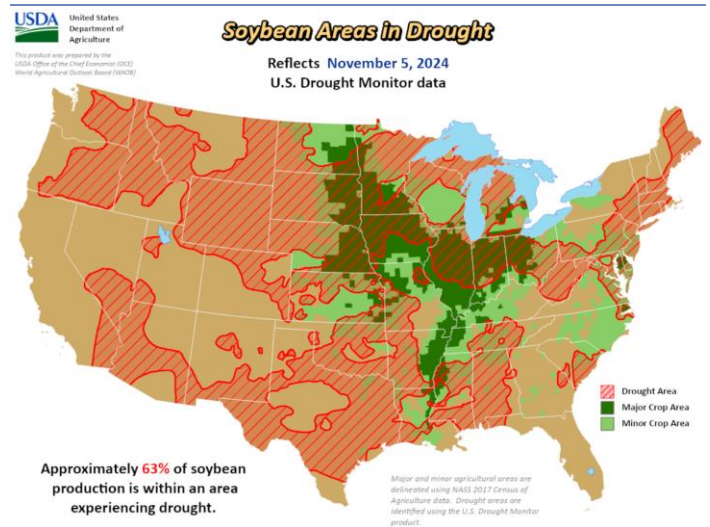 USDA
United States
Department of
Agriculture
This product was prepared by the
USDA Office of the Chief Economist (OCE)
World Agricultural Outlook Board (WAOB)
Soybean Areas in Drought
Reflects November 5, 2024
U.S. Drought Monitor data
Drought Area
Major Crop Area
Minor Crop Area
Approximately 63% of soybean
production is within an area
experiencing drought.
Major and minor agricultural areas are
delineated using NASS 2017 Census of
Agriculture data. Drought areas are
identified using the U.S. Drought Monitor
product.